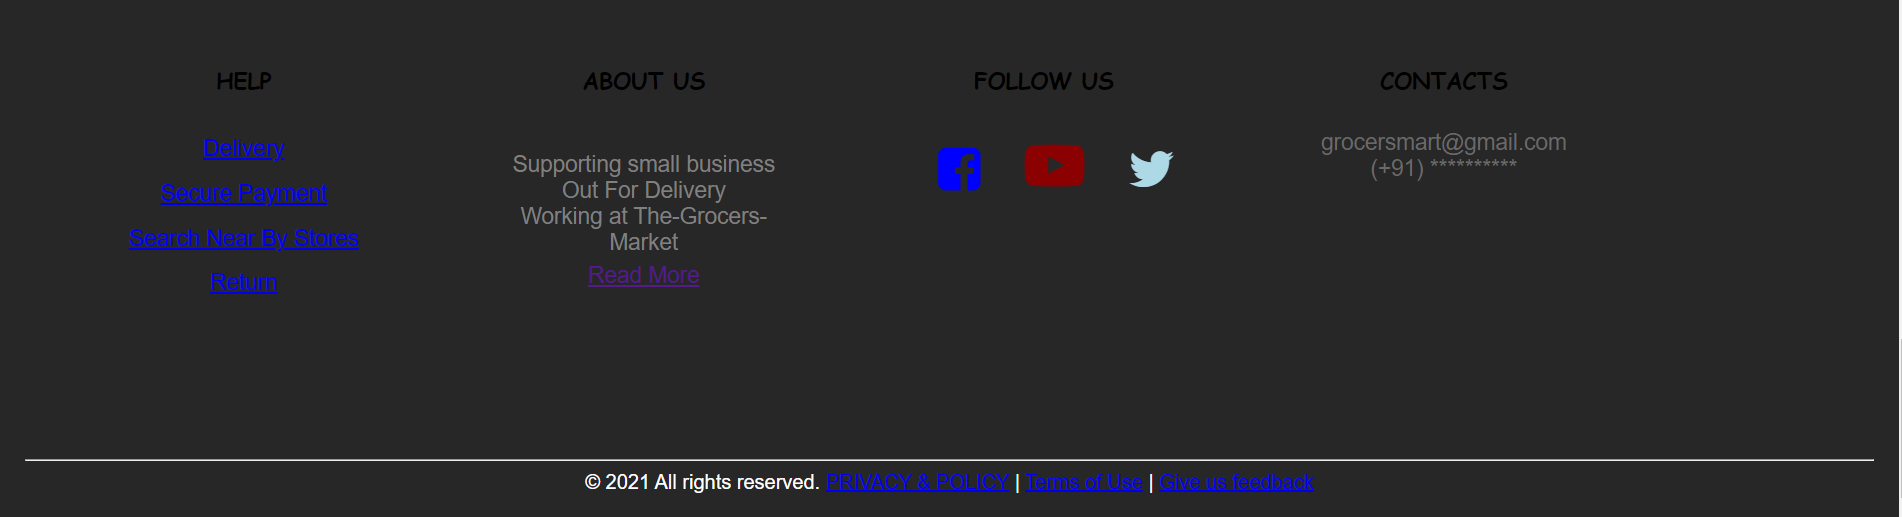 HELP
Delivery
Secure Payment
Search Near By Stores
Return
ABOUT US
Supporting small business
Out For Delivery
Working at The-Grocers-
Market
Read More
FOLLOW US
CONTACTS
grocersmart@gmail.com
(+91) **********
© 2021 All rights reserved. PRIVACY & POLICY | Terms of Use | Give us feedback